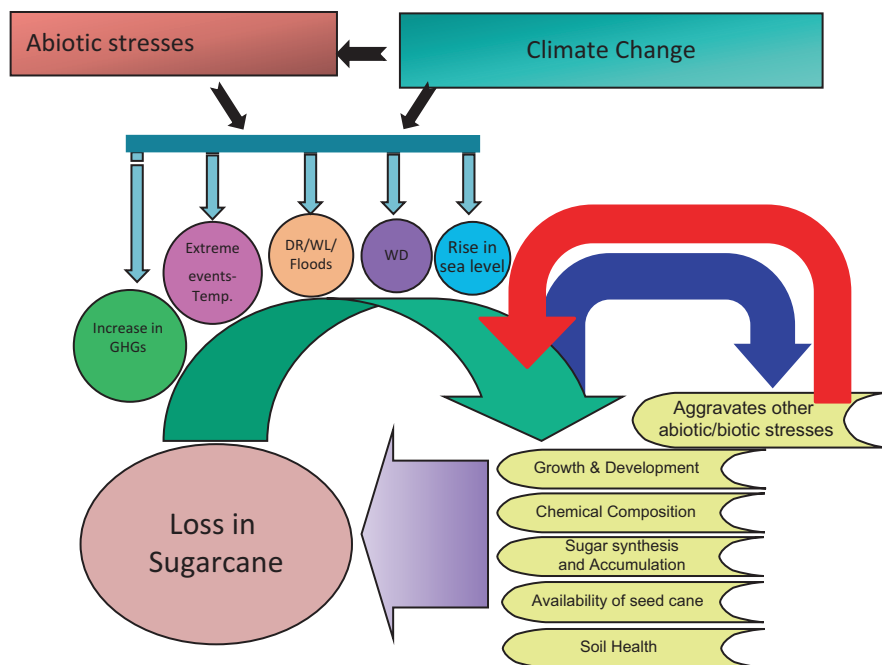 Abiotic stresses
Climate Change
Increase in
GHGs
Extreme
events-
Temp.
DR/WL/
Floods
WD
Rise in
sea level
Aggravates other
abiotic/biotic stresses
Growth & Development
Chemical Composition
Sugar synthesis
and Accumulation
Availability of seed cane
Soil Health
Loss in
Sugarcane